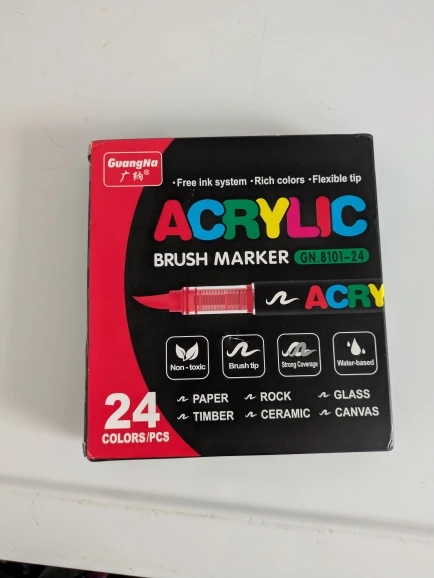 GuangNa
广纳®
•Free ink system •Rich colors •Flexible tip
ACRYLIC
BRUSH MARKER GN.8101-24
ACRY
Non-toxic Brush tip Strong Coverage Water-based
24
COLORS/PCS
PAPER ROCK GLASS
TIMBER CERAMIC CANVAS